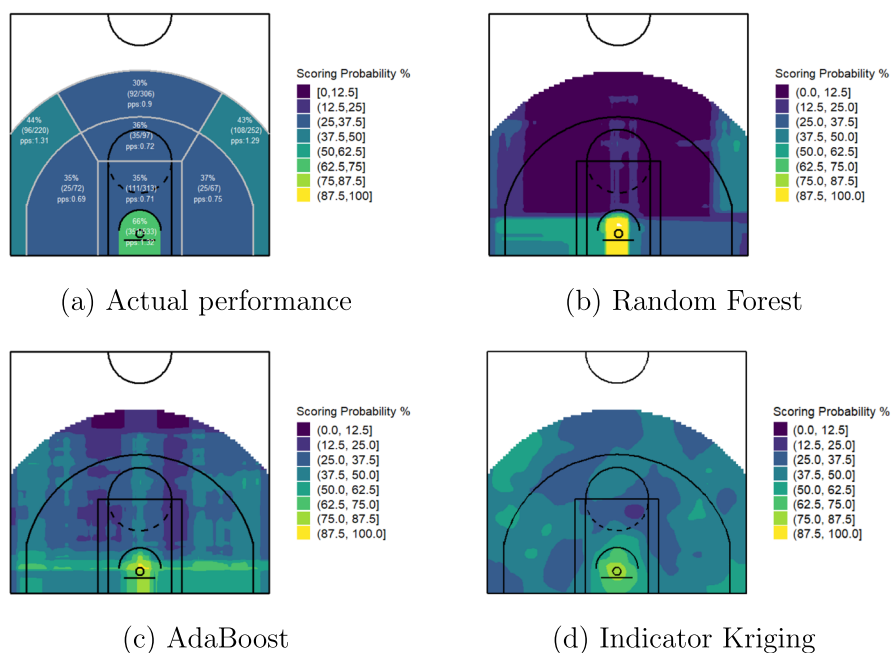 Scoring Probability %
[0,12.5]
(12.5,25]
(25,37.5]
(37.5,50]
(50,62.5]
(62.5,75]
(75,87.5]
(87.5,100]
30%
(92/306)
pps:0.9
44%
(96/220)
pps:1.31
43%
(108/252)
pps:1.29
36%
(35/97)
pps:0.72
35%
(25/72)
pps:0.69
35%
(111/313)
pps:0.71
37%
(25/67)
pps:0.75
66%
pps:1.32
(a) Actual performance
Scoring Probability %
(0.0, 12.5]
(12.5, 25.0]
(25.0, 37.5]
(37.5, 50.0]
(50.0, 62.5]
(62.5, 75.0]
(75.0, 87.5]
(87.5, 100.0]
(b) Random Forest
Scoring Probability %
(0.0, 12.5]
(12.5, 25.0]
(25.0, 37.5]
(37.5, 50.0]
(50.0, 62.5]
(62.5, 75.0]
(75.0, 87.5]
(87.5, 100.0]
(c) AdaBoost
Scoring Probability %
(0.0, 12.5]
(12.5, 25.0]
(25.0, 37.5]
(37.5, 50.0]
(50.0, 62.5]
(62.5, 75.0]
(75.0, 87.5]
(87.5, 100.0]
(d) Indicator Kriging